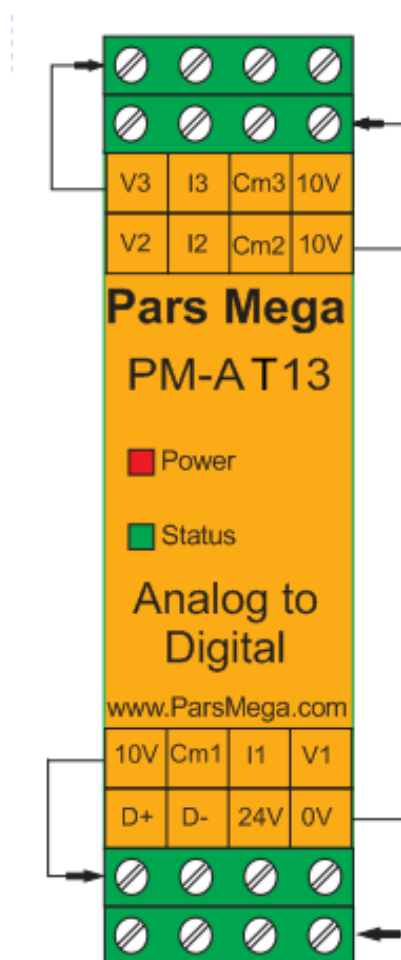 V3 I3 Cm3 10V
V2 I2 Cm2 10V
Pars Mega
PM-AT13
Power
Status
Analog to
Digital
www.ParsMega.com
10V Cm1 I1 V1
D+ D- 24V 0V